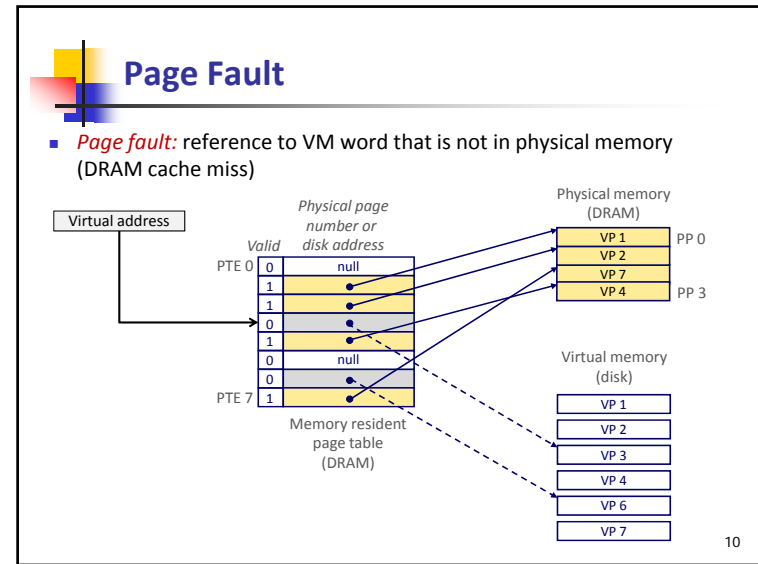 Page Fault
Page fault: reference to VM word that is not in physical memory
(DRAM cache miss)
Virtual address
Valid
Physical page
number or
disk address
PTE 0
0
null
1
1
0
1
0
null
0
PTE 7
1
Memory resident
page table
(DRAM)
Physical memory
(DRAM)
VP 1
PP 0
VP 2
VP 7
VP 4
PP 3
Virtual memory
(disk)
VP 1
VP 2
VP 3
VP 4
VP 6
VP 7
10